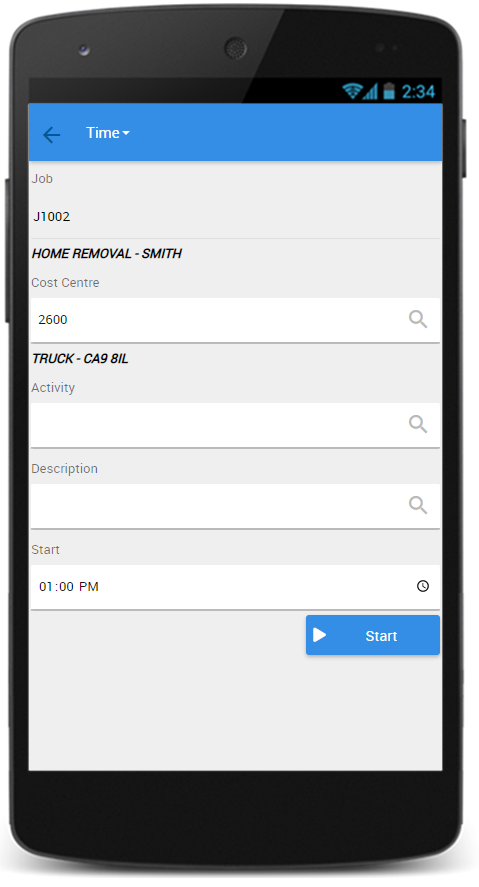 2:34
Time
Job
J1002
HOME REMOVAL - SMITH
Cost Centre
2600
TRUCK - CA9 8IL
Activity
Description
Start
01:00 PM
Start